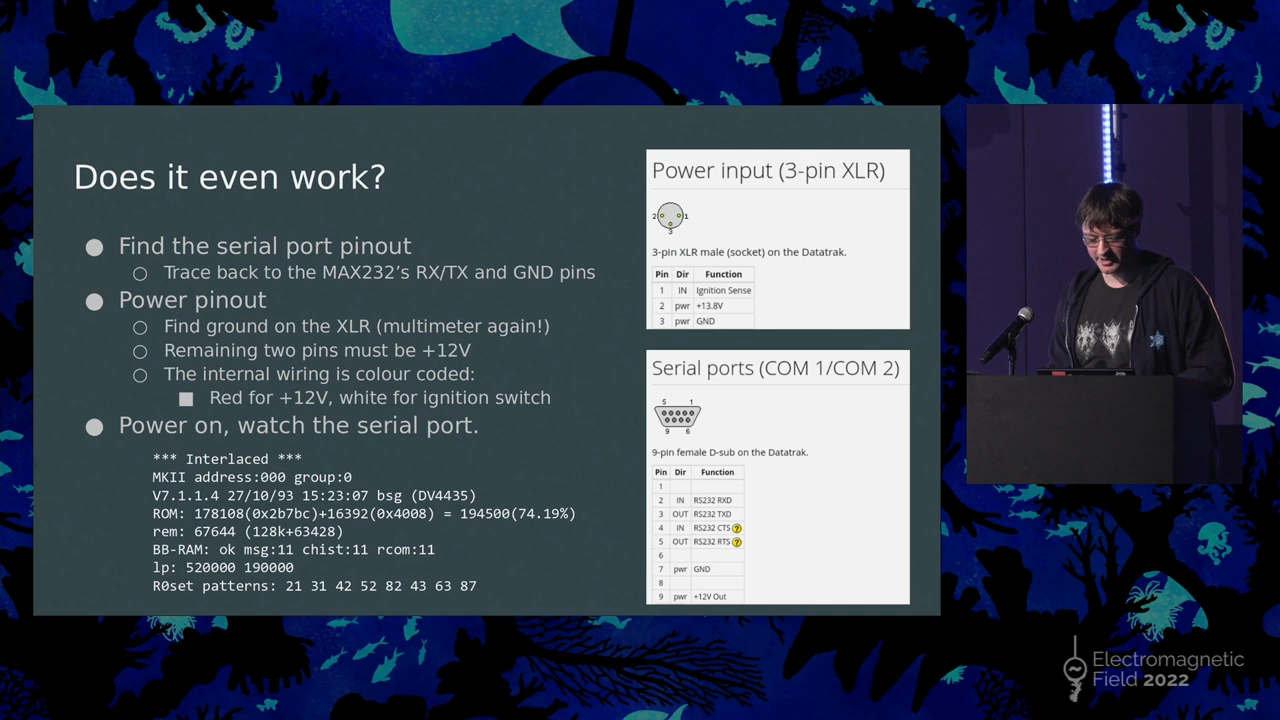 Does it even work?
● Find the serial port pinout
○ Trace back to the MAX232’s RX/TX and GND pins
● Power pinout
○ Find ground on the XLR (multimeter again!)
○ Remaining two pins must be +12V
○ The internal wiring is colour coded:
■ Red for +12V, white for ignition switch
● Power on, watch the serial port.
*** Interlaced ***
MKII address:000 group:0
V7.1.1.4 27/10/93 15:23:07 bsg (DV4435)
ROM: 178108(0x2b7bc)+16392(0x4008) = 194500(74.19%)
rem: 67644 (128k+63428)
BB-RAM: ok msg:11 chist:11 rcom:11
lp: 520000 190000
R0set patterns: 21 31 42 52 82 43 63 87
Power input (3-pin XLR)
2 1
3
3-pin XLR male (socket) on the Datatrak.
Pin Dir Function
1 IN Ignition Sense
2 pwr +13.8V
3 pwr GND
Serial ports (COM 1/COM 2)
5 1
9 6
9-pin female D-sub on the Datatrak.
Pin Dir Function
1
2 IN RS232 RXD
3 OUT RS232 TXD
4 IN RS232 CTS ?
5 OUT RS232 RTS ?
6
7 pwr GND
8
9 pwr +12V Out
Electromagnetic
Field 2022